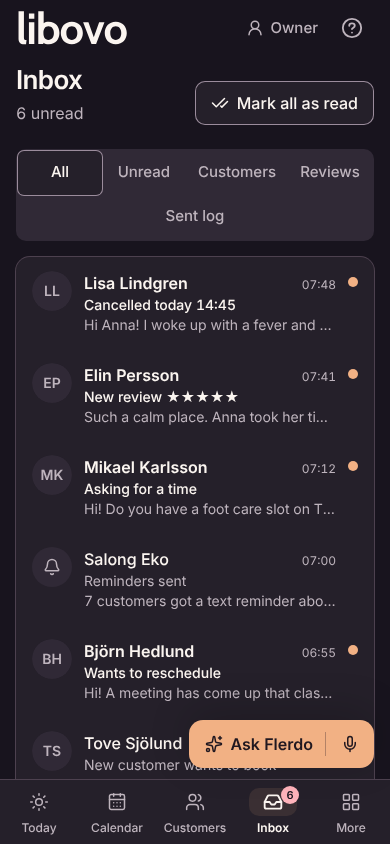 libovo
Owner
Inbox
6 unread
Mark all as read
All
Unread
Customers
Reviews
Sent log
LL
Lisa Lindgren
07:48
Cancelled today 14:45
Hi Anna! I woke up with a fever and ...
EP
Elin Persson
07:41
New review ★★★★★
Such a calm place. Anna took her ti...
MK
Mikael Karlsson
07:12
Asking for a time
Hi! Do you have a foot care slot on T...
Salong Eko
07:00
Reminders sent
7 customers got a text reminder abo...
BH
Björn Hedlund
06:55
Wants to reschedule
Hi! A meeting has come up that clas...
TS
Tove Sjölund
New customer wants to book
Ask Flerdo
6
Today
Calendar
Customers
Inbox
More